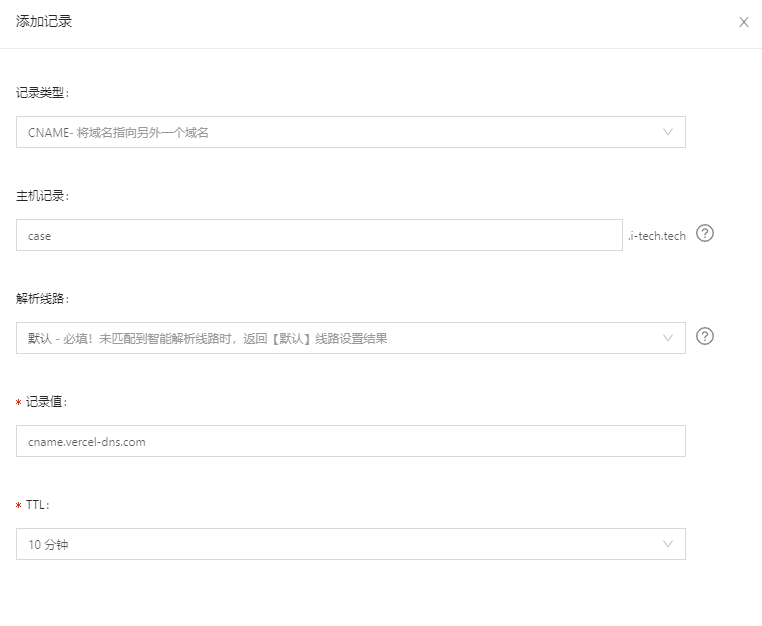 添加记录
记录类型：
CNAME- 将域名指向另外一个域名
主机记录：
case .i-tech.tech
解析线路：
默认 - 必填！未匹配到智能解析线路时，返回【默认】线路设置结果
* 记录值：
cname.vercel-dns.com
* TTL：
10 分钟